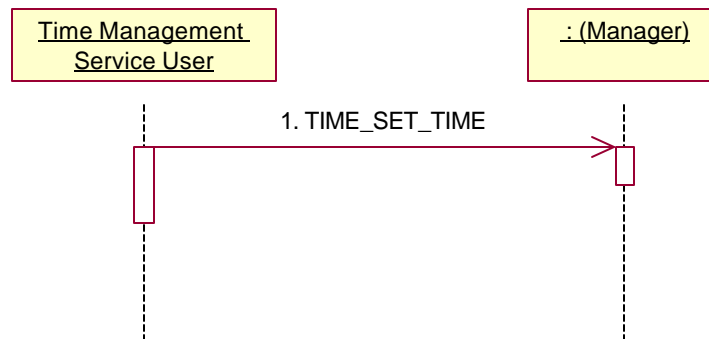 Time Management
Service User
: (Manager)
1. TIME_SET_TIME